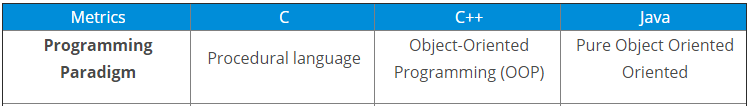 Metrics C C++ Java
Programming Paradigm Procedural language Object-Oriented Programming (OOP) Pure Object Oriented Oriented